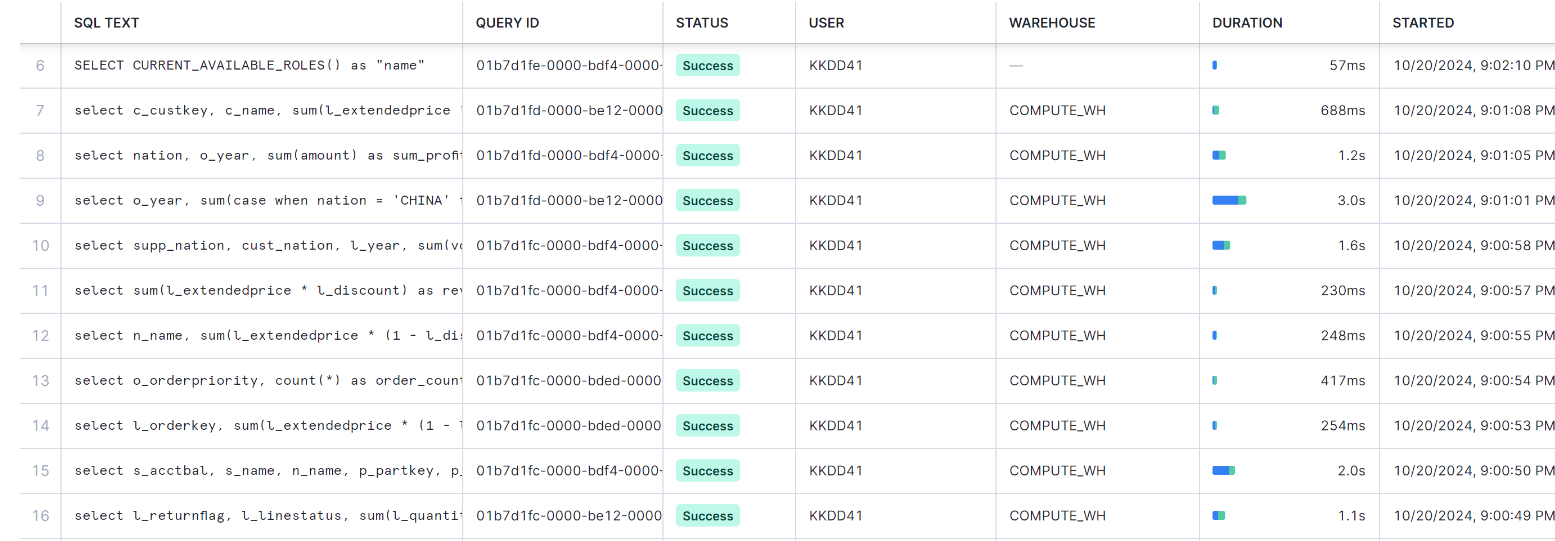 SQL TEXT QUERY ID STATUS USER WAREHOUSE DURATION STARTED
6 SELECT CURRENT_AVAILABLE_ROLES() as "name" 01b7d1fe-0000-bdf4-0000- Success KKDD41 — 57ms 10/20/2024, 9:02:10 PM
7 select c_custkey, c_name, sum(l_extendedprice * 01b7d1fd-0000-be12-0000 Success KKDD41 COMPUTE_WH 688ms 10/20/2024, 9:01:08 PM
8 select nation, o_year, sum(amount) as sum_profi 01b7d1fd-0000-bdf4-0000- Success KKDD41 COMPUTE_WH 1.2s 10/20/2024, 9:01:05 PM
9 select o_year, sum(case when nation = 'CHINA' 01b7d1fd-0000-be12-0000 Success KKDD41 COMPUTE_WH 3.0s 10/20/2024, 9:01:01 PM
10 select supp_nation, cust_nation, l_year, sum(vo 01b7d1fc-0000-bdf4-0000- Success KKDD41 COMPUTE_WH 1.6s 10/20/2024, 9:00:58 PM
11 select sum(l_extendedprice * l_discount) as rev 01b7d1fc-0000-bdf4-0000- Success KKDD41 COMPUTE_WH 230ms 10/20/2024, 9:00:57 PM
12 select n_name, sum(l_extendedprice * (1 - l_dis 01b7d1fc-0000-bdf4-0000- Success KKDD41 COMPUTE_WH 248ms 10/20/2024, 9:00:55 PM
13 select o_orderpriority, count(*) as order_count 01b7d1fc-0000-bded-0000 Success KKDD41 COMPUTE_WH 417ms 10/20/2024, 9:00:54 PM
14 select l_orderkey, sum(l_extendedprice * (1 - 01b7d1fc-0000-bded-0000 Success KKDD41 COMPUTE_WH 254ms 10/20/2024, 9:00:53 PM
15 select s_acctbal, s_name, n_name, p_partkey, p_ 01b7d1fc-0000-bdf4-0000- Success KKDD41 COMPUTE_WH 2.0s 10/20/2024, 9:00:50 PM
16 select l_returnflag, l_linestatus, sum(l_quanti 01b7d1fc-0000-be12-0000 Success KKDD41 COMPUTE_WH 1.1s 10/20/2024, 9:00:49 PM